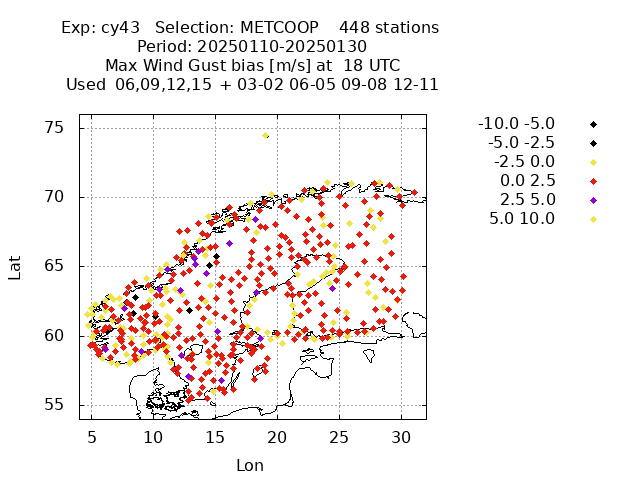 Exp: cy43   Selection: METCOOP    448 stations
Period: 20250110-20250130
Max Wind Gust bias [m/s] at  18 UTC
Used  06,09,12,15 + 03-02 06-05 09-08 12-11
-10.0 -5.0
-5.0 -2.5
-2.5 0.0
0.0 2.5
2.5 5.0
5.0 10.0
75
70
65
60
55
Lat
5 10 15 20 25 30
Lon